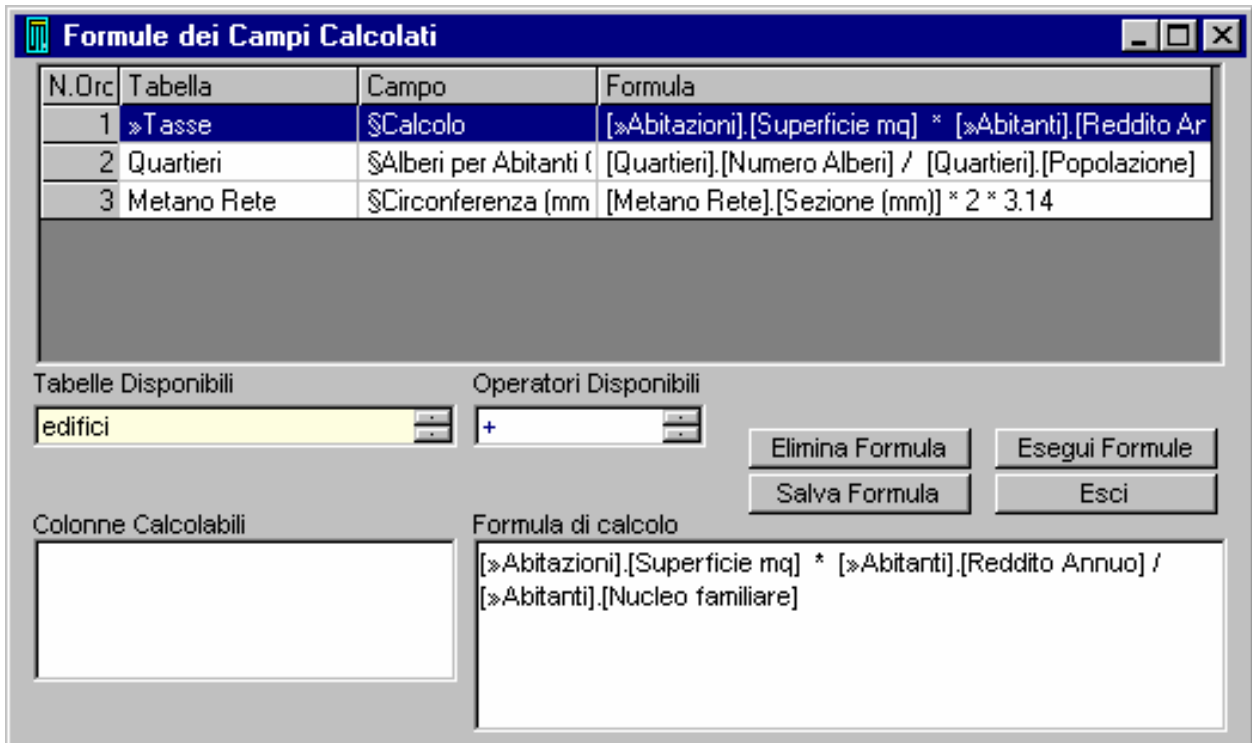 Formule dei Campi Calcolati
N.Orc Tabella Campo Formula
1 »Tasse §Calcolo [»Abitazioni].[Superficie mq] * [»Abitanti].[Reddito Ar
2 Quartieri §Alberi per Abitanti ( [Quartieri].[Numero Alberi] / [Quartieri].[Popolazione]
3 Metano Rete §Circonferenza (mm [Metano Rete].[Sezione (mm)] * 2 * 3.14
Tabelle Disponibili Operatori Disponibili
edifici +
Elimina Formula Esegui Formule
Salva Formula Esci
Colonne Calcolabili Formula di calcolo
[»Abitazioni].[Superficie mq] * [»Abitanti].[Reddito Annuo] /
[»Abitanti].[Nucleo familiare]